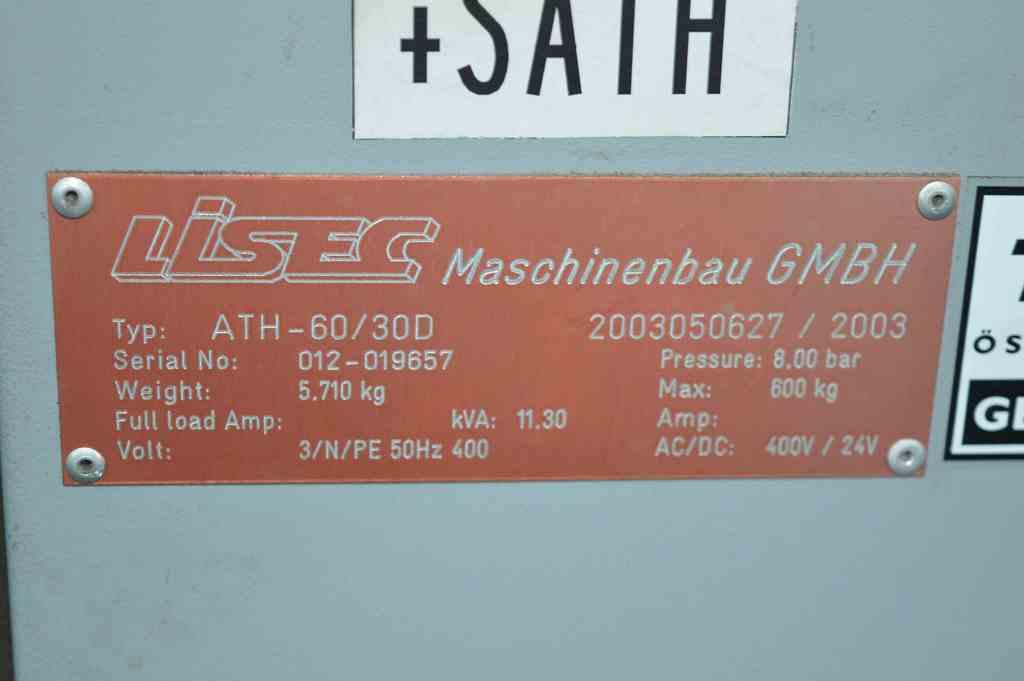 +SATH
LiSEC Maschinenbau GMBH
Typ: ATH-60/30D 2003050627 / 2003
Serial No: 012-019657 Pressure: 8.00 bar
Weight: 5.710 kg Max: 600 kg
Full load Amp: kVA: 11.30 Amp:
Volt: 3/N/PE 50Hz 400 AC/DC: 400V / 24V